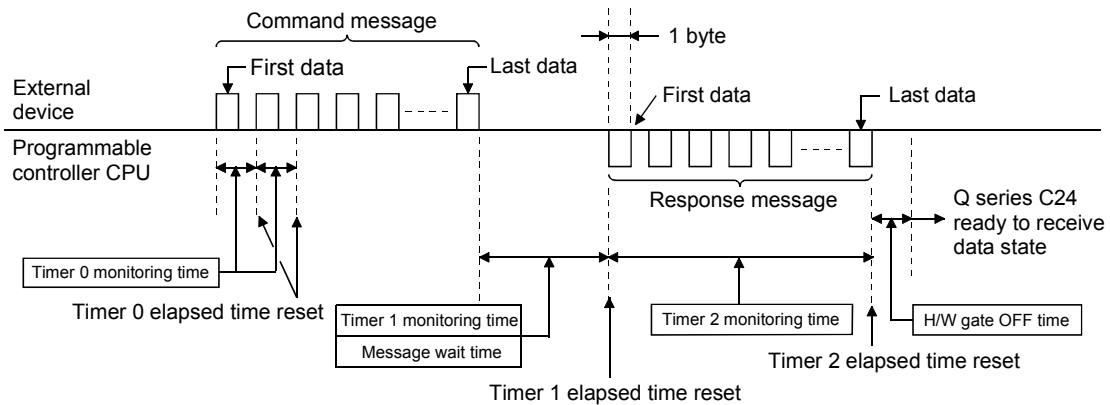 Command message
1 byte
First data
Last data
External
device
First data
Last data
Programmable
controller CPU
Response message
Q series C24
ready to receive
data state
Timer 0 monitoring time
Timer 0 elapsed time reset
Timer 1 monitoring time
Message wait time
Timer 2 monitoring time
H/W gate OFF time
Timer 2 elapsed time reset
Timer 1 elapsed time reset